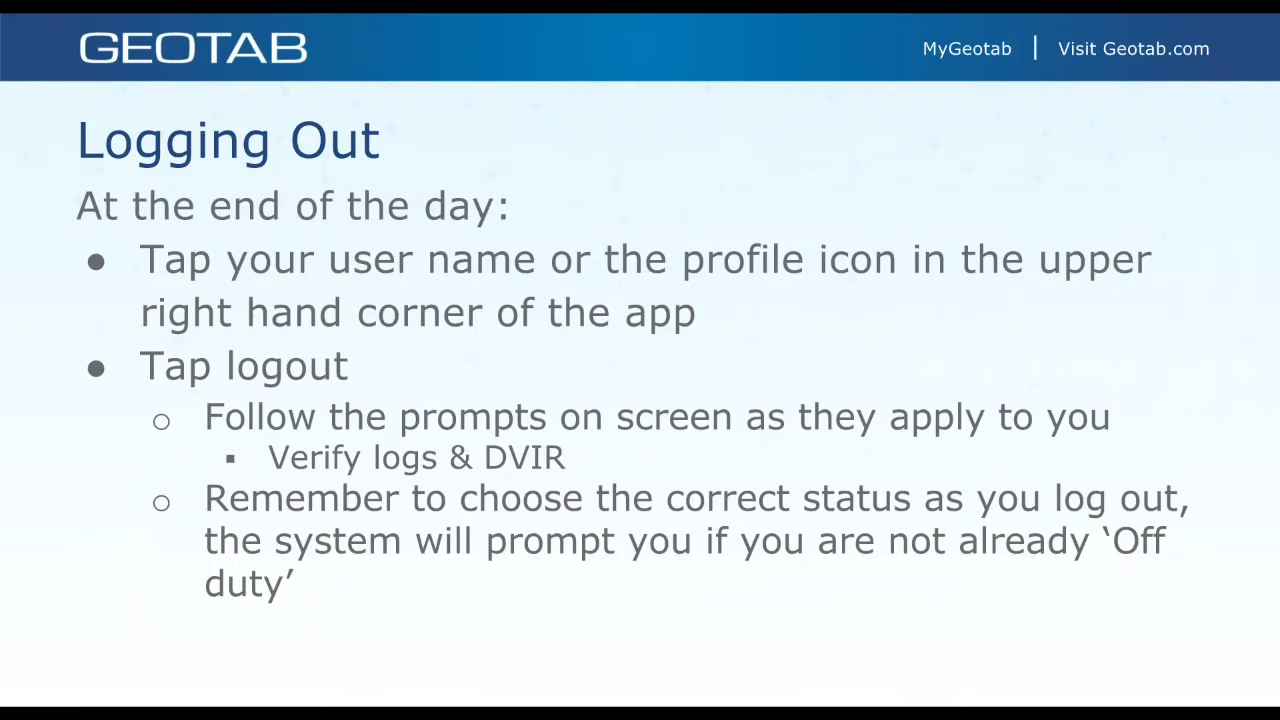 GEOTAB
MyGeotab | Visit Geotab.com
Logging Out
At the end of the day:
● Tap your user name or the profile icon in the upper
right hand corner of the app
● Tap logout
○ Follow the prompts on screen as they apply to you
▪ Verify logs & DVIR
○ Remember to choose the correct status as you log out,
the system will prompt you if you are not already ‘Off
duty’